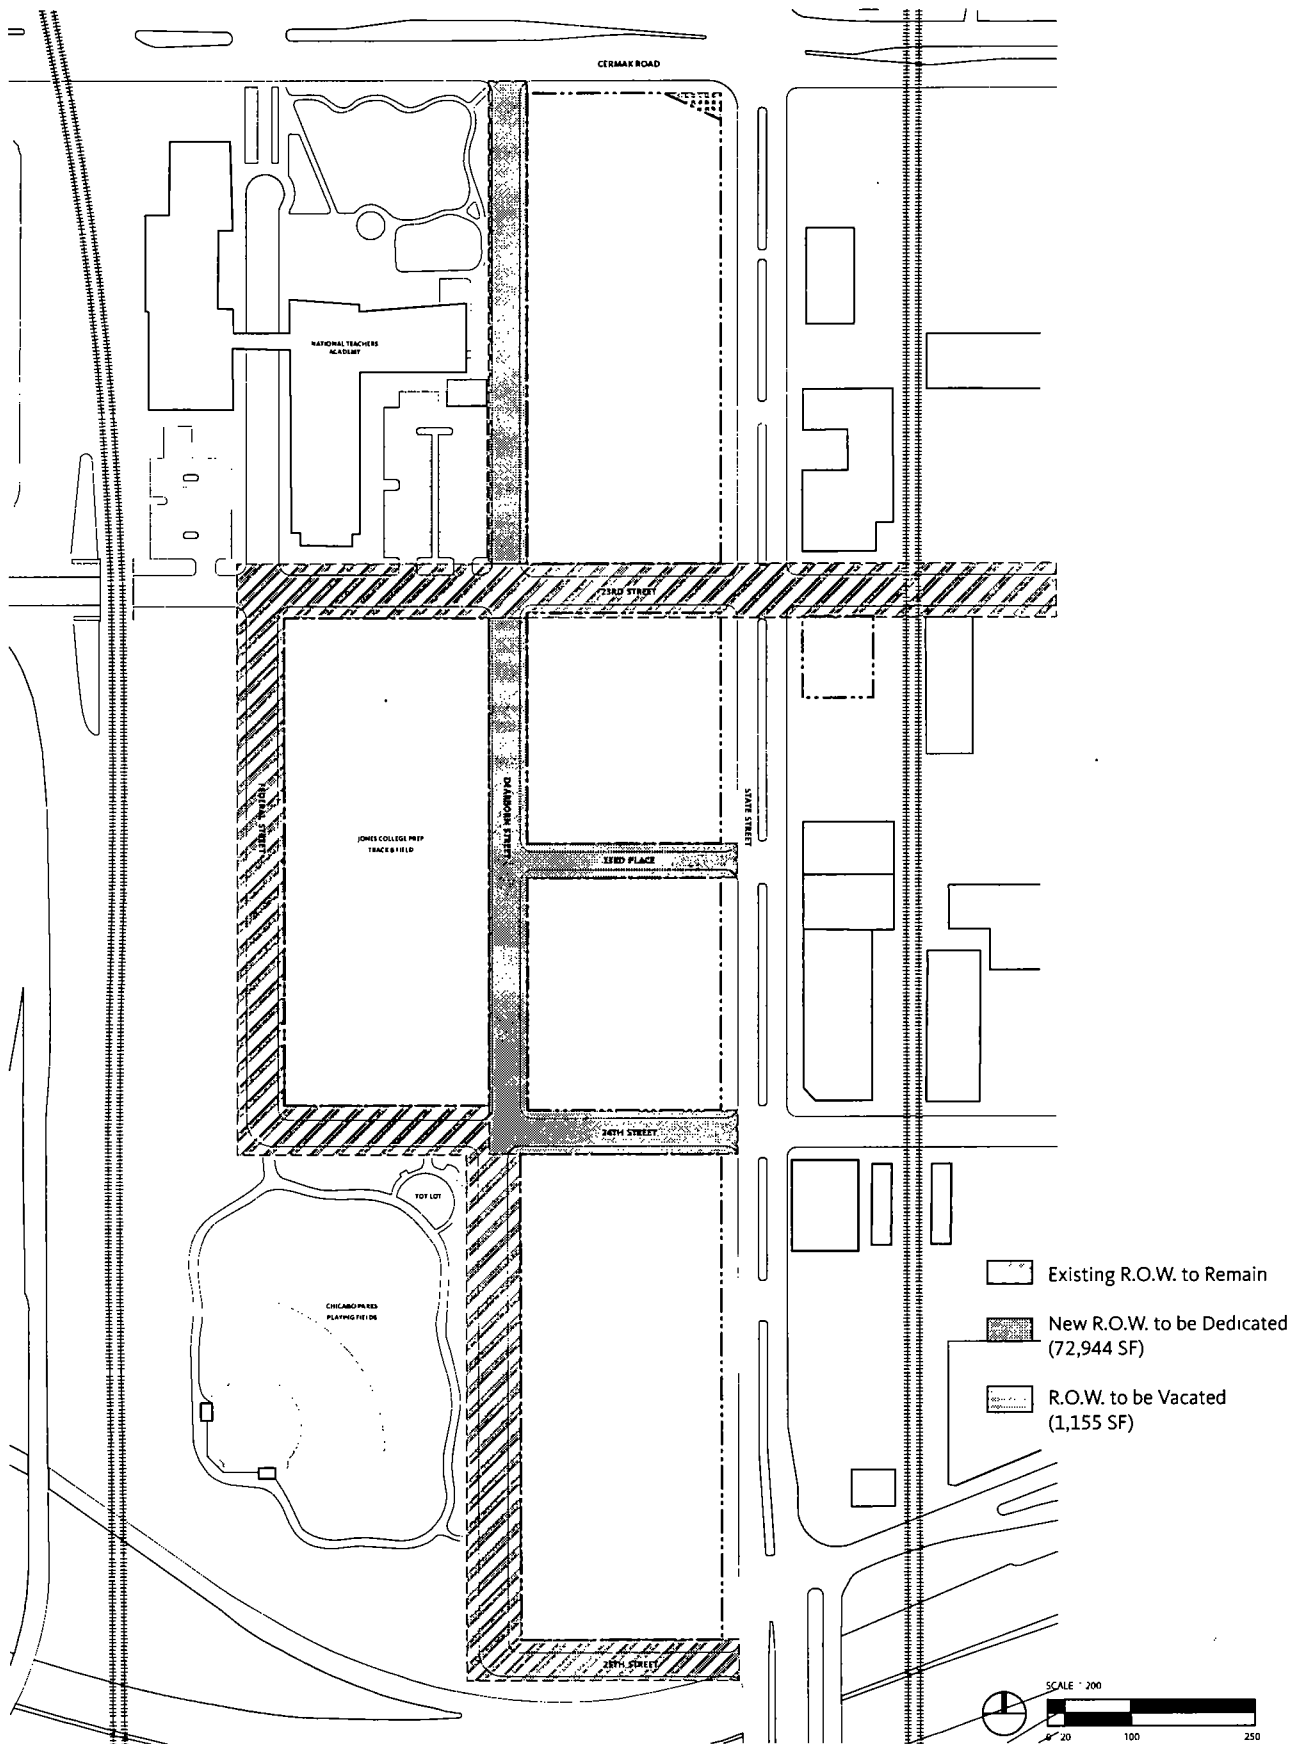 CERMAK ROAD
NATIONAL TEACHERS
ACADEMY
23RD STREET
FEDERAL STREET
DEARBORN STREET
STATE STREET
JONES COLLEGE PREP
TRACK & FIELD
23RD PLACE
24TH STREET
TOT LOT
Existing R.O.W. to Remain
CHICAGO PARKS
PLAYING FIELDS
New R.O.W. to be Dedicated
(72,944 SF)
R.O.W. to be Vacated
(1,155 SF)
25TH STREET
SCALE 1" 200
0 20 100 250